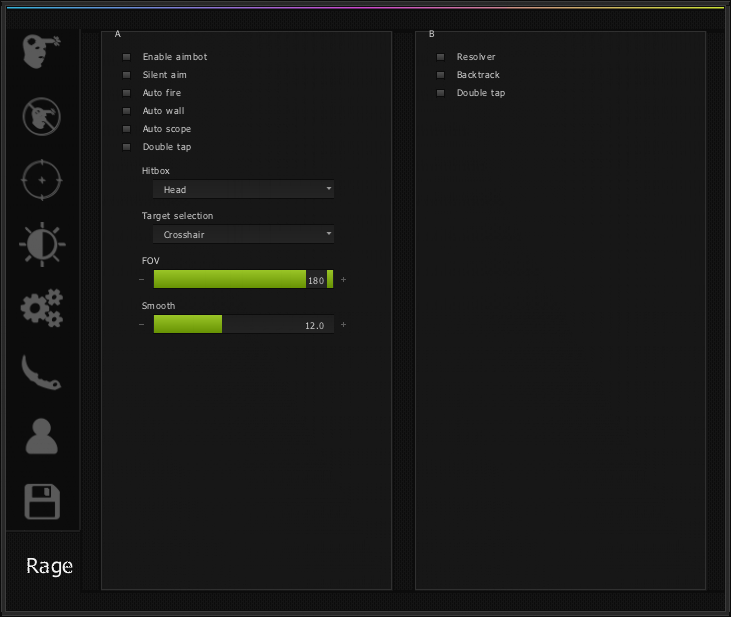 A
Enable aimbot
Silent aim
Auto fire
Auto wall
Auto scope
Double tap
Hitbox
Head
Target selection
Crosshair
FOV
- 180 +
Smooth
- 12.0 +
B
Resolver
Backtrack
Double tap
Rage